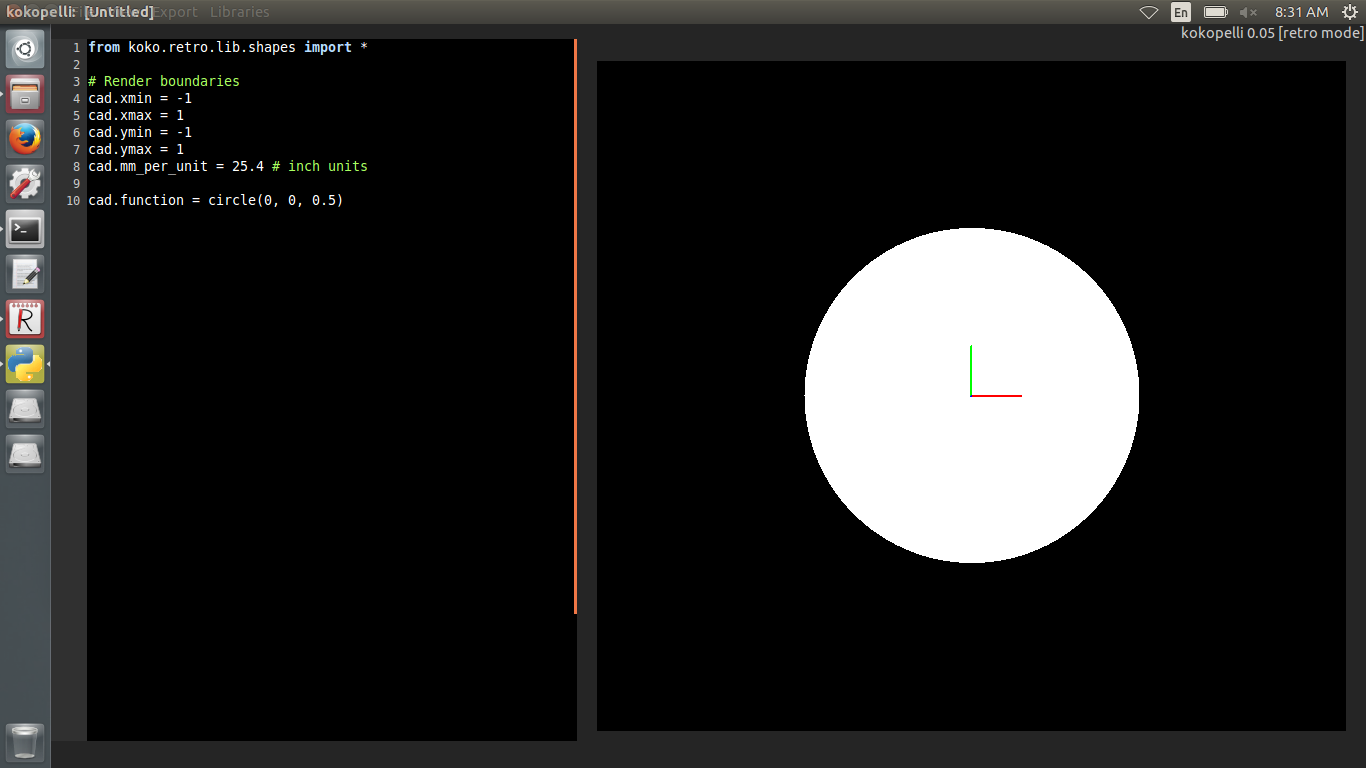 kokopelli: [Untitled] Export Libraries
En 8:31 AM
kokopelli 0.05 [retro mode]
1 from koko.retro.lib.shapes import *
2
3 # Render boundaries
4 cad.xmin = -1
5 cad.xmax = 1
6 cad.ymin = -1
7 cad.ymax = 1
8 cad.mm_per_unit = 25.4 # inch units
9
10 cad.function = circle(0, 0, 0.5)